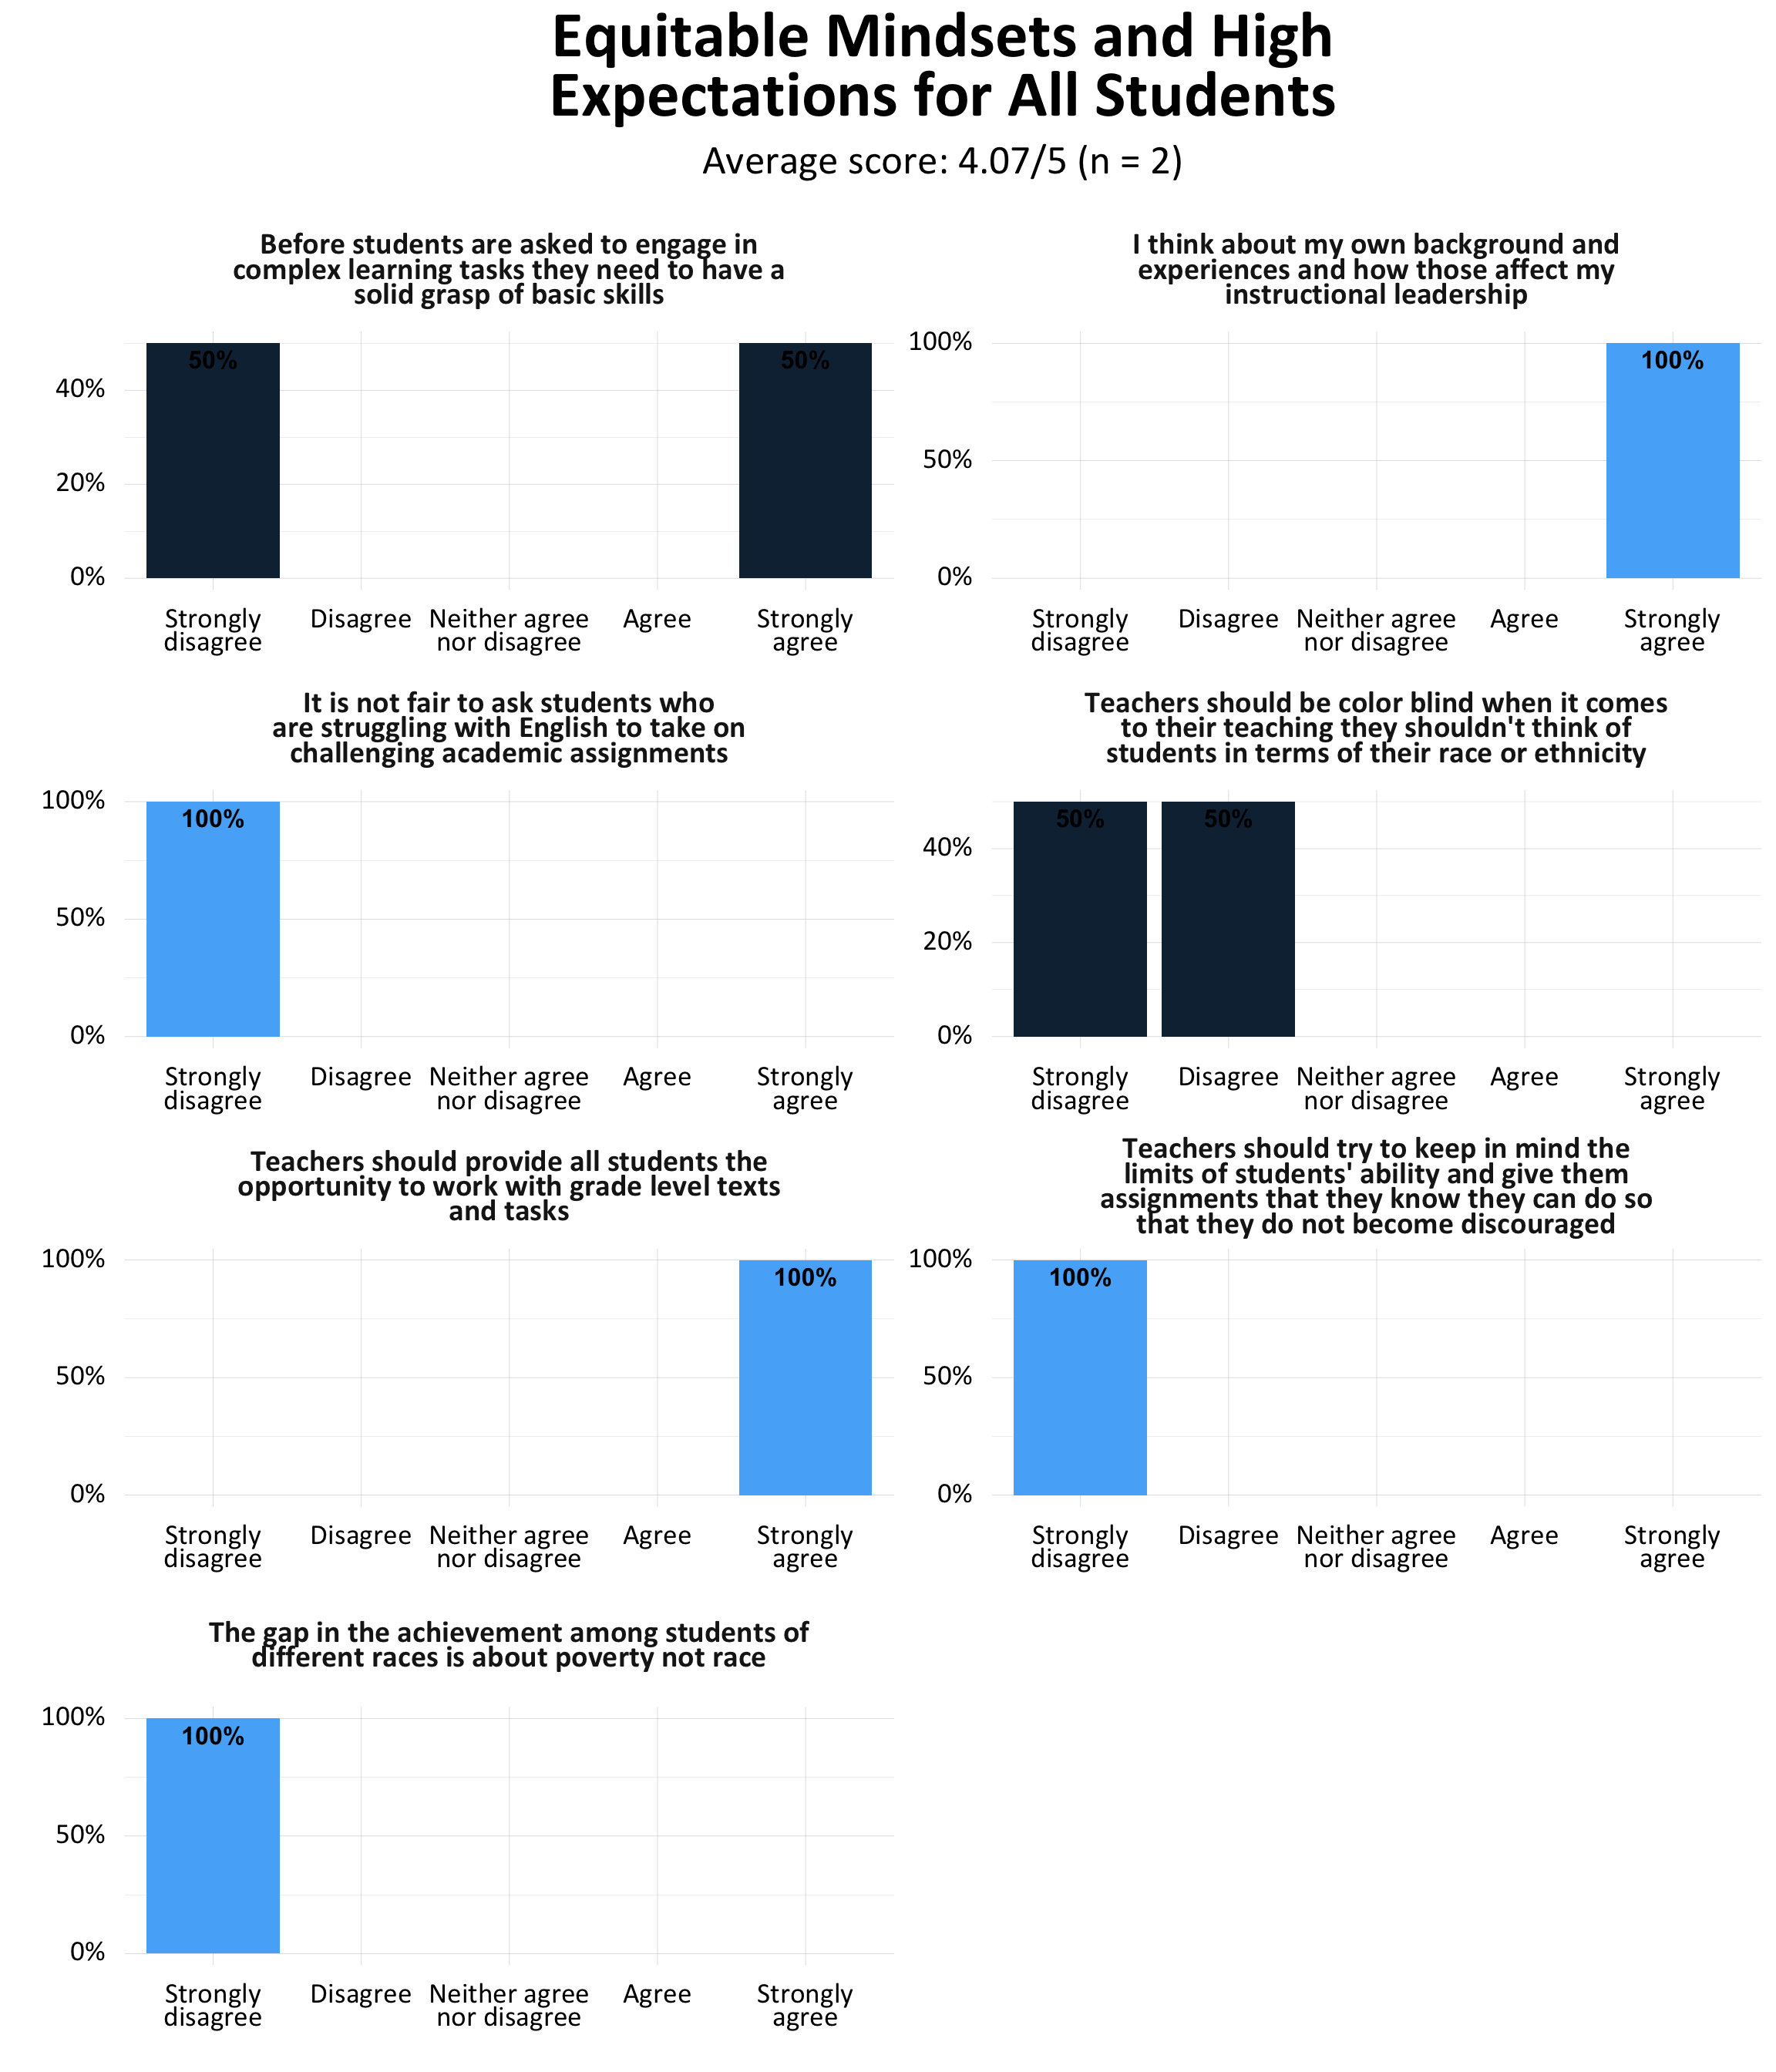 Equitable Mindsets and High
Expectations for All Students
Average score: 4.07/5 (n = 2)
Before students are asked to engage in
complex learning tasks they need to have a
solid grasp of basic skills
50%
50%
40%
20%
0%
Strongly
disagree
Disagree
Neither agree
nor disagree
Agree
Strongly
agree
I think about my own background and
experiences and how those affect my
instructional leadership
100%
100%
50%
0%
Strongly
disagree
Disagree
Neither agree
nor disagree
Agree
Strongly
agree
It is not fair to ask students who
are struggling with English to take on
challenging academic assignments
100%
100%
50%
0%
Strongly
disagree
Disagree
Neither agree
nor disagree
Agree
Strongly
agree
Teachers should be color blind when it comes
to their teaching they shouldn't think of
students in terms of their race or ethnicity
50%
50%
40%
20%
0%
Strongly
disagree
Disagree
Neither agree
nor disagree
Agree
Strongly
agree
Teachers should provide all students the
opportunity to work with grade level texts
and tasks
100%
100%
50%
0%
Strongly
disagree
Disagree
Neither agree
nor disagree
Agree
Strongly
agree
Teachers should try to keep in mind the
limits of students' ability and give them
assignments that they know they can do so
that they do not become discouraged
100%
100%
50%
0%
Strongly
disagree
Disagree
Neither agree
nor disagree
Agree
Strongly
agree
The gap in the achievement among students of
different races is about poverty not race
100%
100%
50%
0%
Strongly
disagree
Disagree
Neither agree
nor disagree
Agree
Strongly
agree